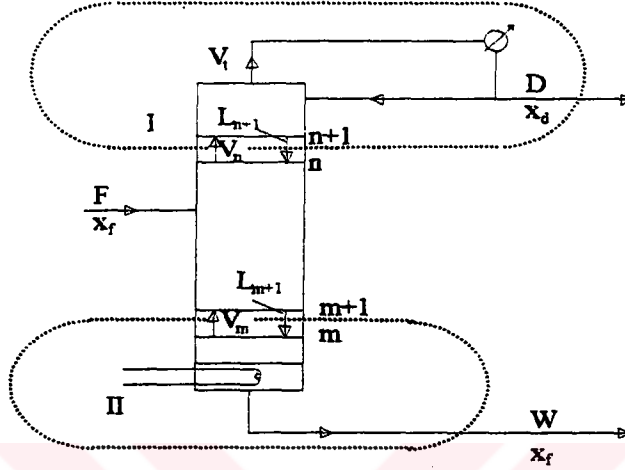 V_t
D
x_d
I
L_n+1
n+1
V_n
n
F
x_f
L_m+1
m+1
V_m
m
II
W
x_f